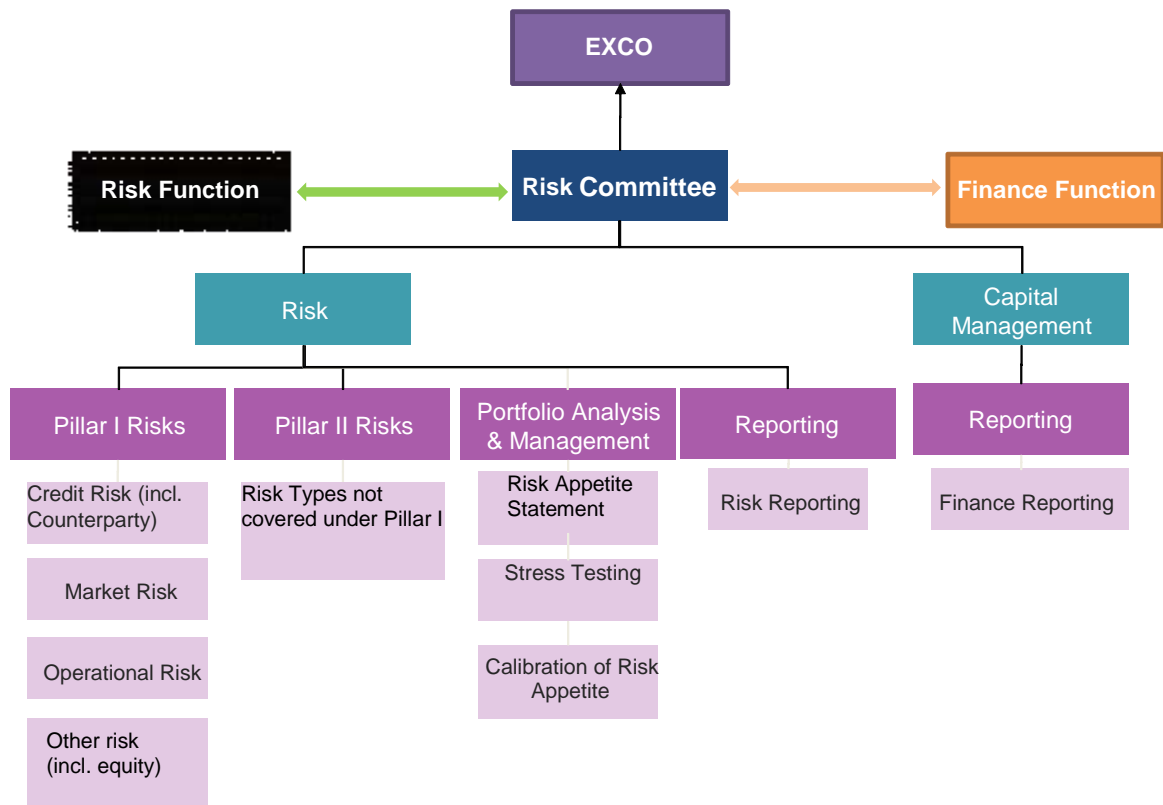 EXCO
Risk Function
Risk Committee
Finance Function
Risk
Capital
Management
Pillar I Risks
Pillar II Risks
Portfolio Analysis
& Management
Reporting
Reporting
Credit Risk (incl.
Counterparty)
Risk Types not
covered under Pillar I
Risk Appetite
Statement
Risk Reporting
Finance Reporting
Market Risk
Stress Testing
Operational Risk
Calibration of Risk
Appetite
Other risk
(incl. equity)